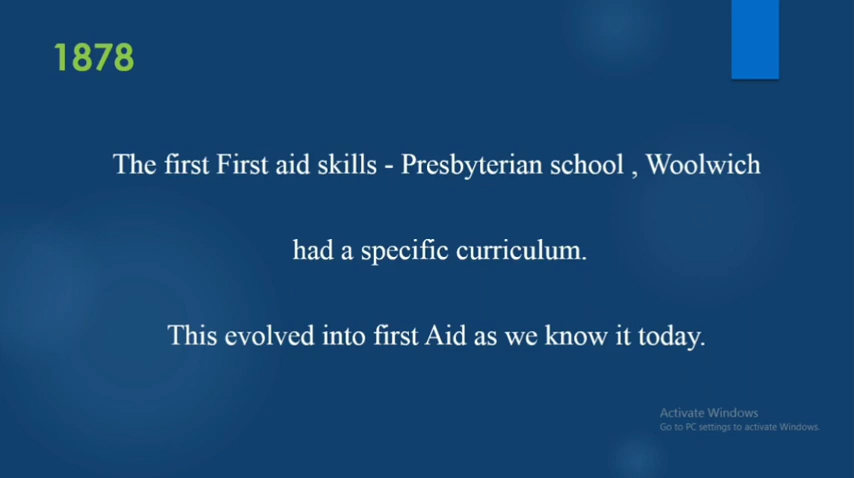 1878
The first First aid skills - Presbyterian school , Woolwich
had a specific curriculum.
This evolved into first Aid as we know it today.
Activate Windows
Go to PC settings to activate Windows.